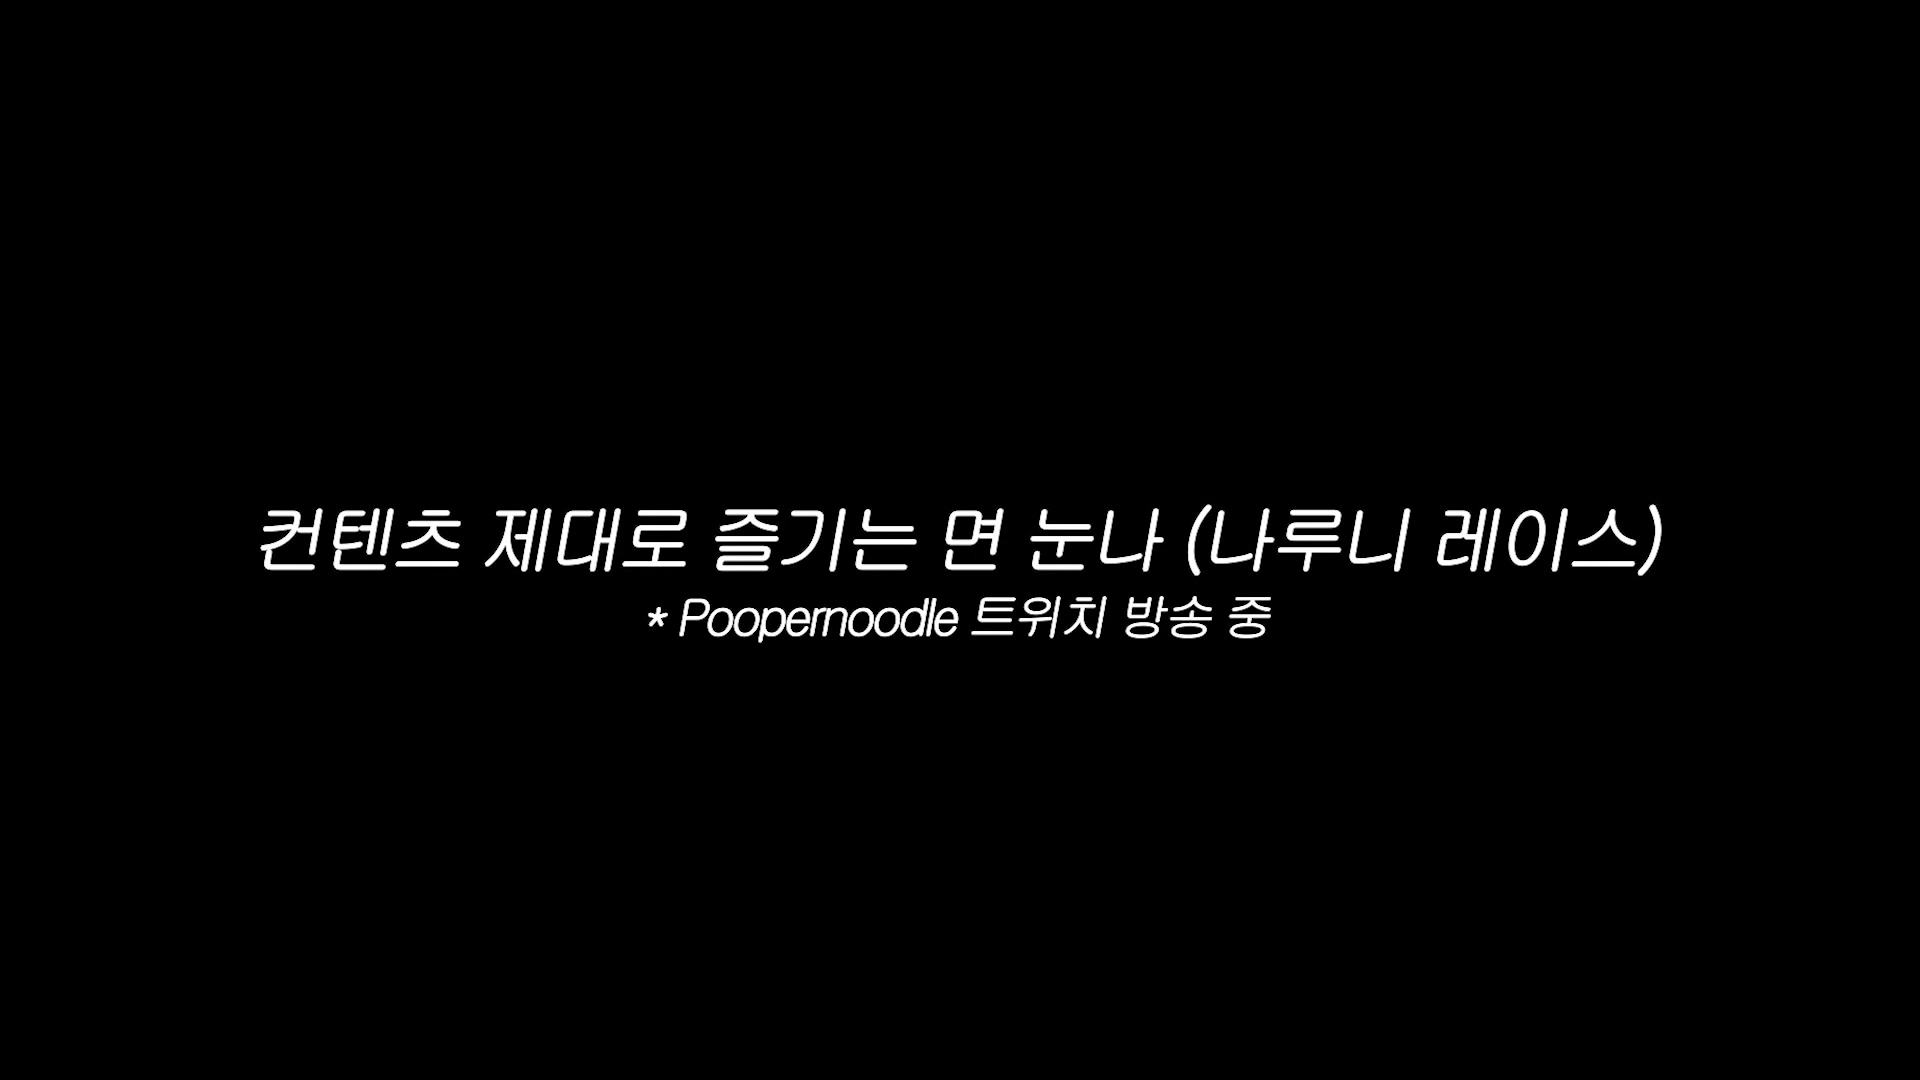 컨텐츠 제대로 즐기는 면 눈나 (나루니 레이스)
* Poopernoodle 트위치 방송 중